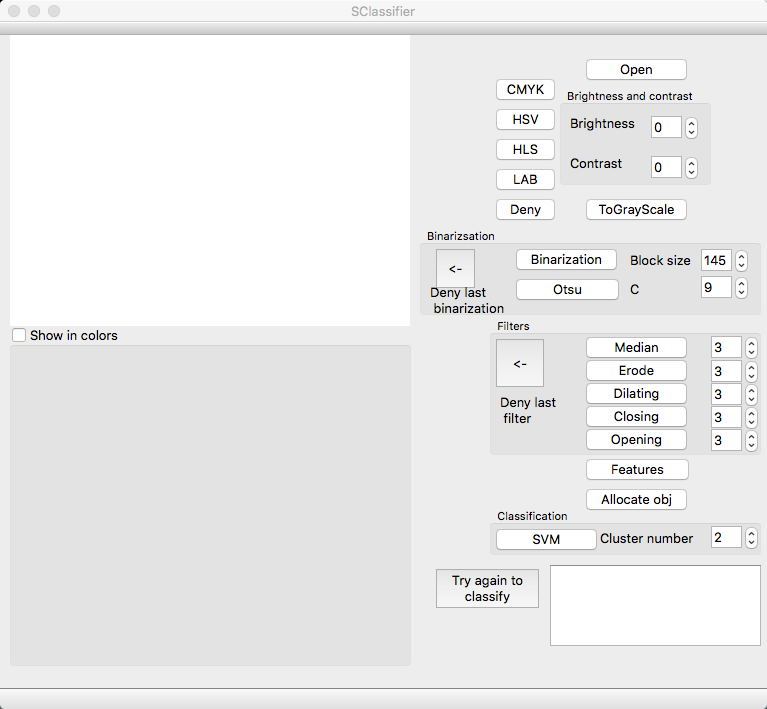 SClassifier
Open
CMYK
Brightness and contrast
HSV
Brightness 0
HLS
Contrast 0
LAB
Deny ToGrayScale
Binarizsation
<- Binarization Block size 145
Deny last
binarization
Otsu C 9
Show in colors
Filters
<- Median 3
Erode 3
Deny last
filter
Dilating 3
Closing 3
Opening 3
Features
Allocate obj
Classification
SVM Cluster number 2
Try again to
classify